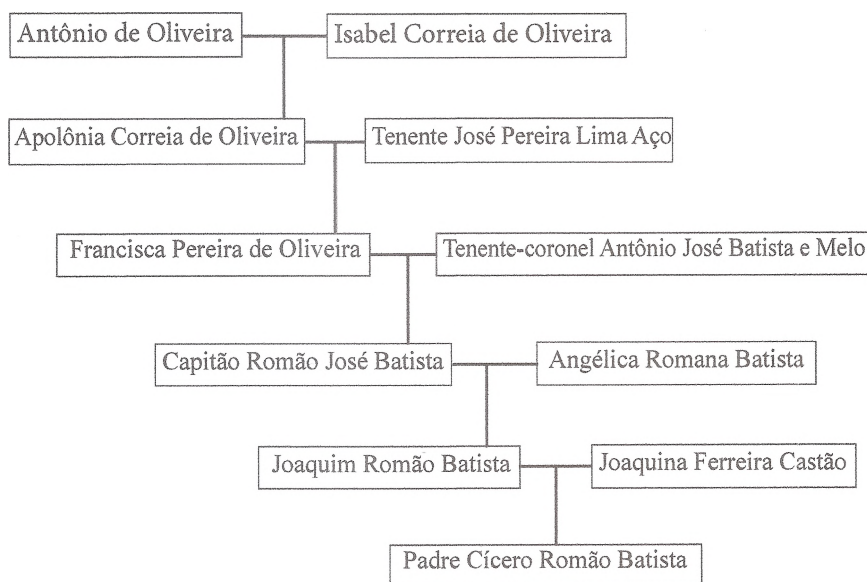 Antônio de Oliveira
Isabel Correia de Oliveira
Apolônia Correia de Oliveira
Tenente José Pereira Lima Aço
Francisca Pereira de Oliveira
Tenente-coronel Antônio José Batista e Melo
Capitão Romão José Batista
Angélica Romana Batista
Joaquim Romão Batista
Joaquina Ferreira Castão
Padre Cícero Romão Batista